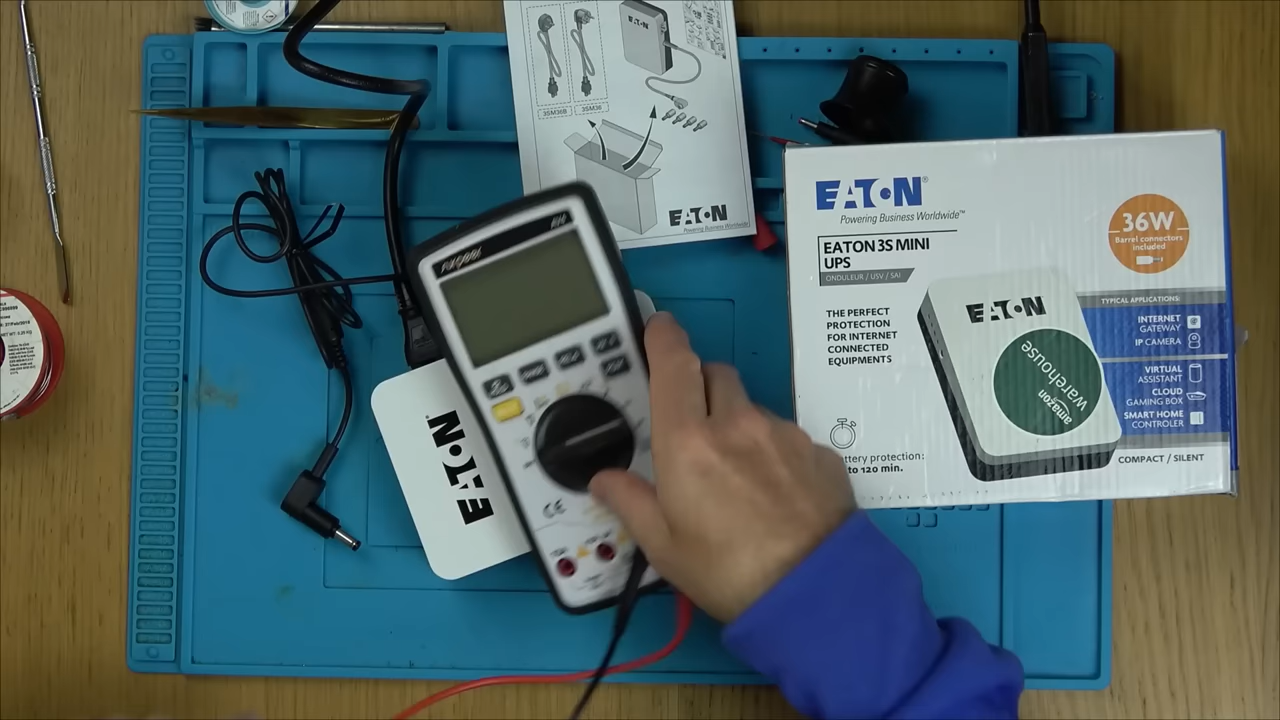 3SM36B
3SM36
EATON
EATON
Powering Business Worldwide
EATON®
Powering Business Worldwide™
EATON 3S MINI
UPS
ONDULEUR / USV / SAI
THE PERFECT
PROTECTION
FOR INTERNET
CONNECTED
EQUIPMENTS
36W
Barrel connectors
included
TYPICAL APPLICATIONS:
INTERNET
GATEWAY
IP CAMERA
VIRTUAL
ASSISTANT
CLOUD
GAMING BOX
SMART HOME
CONTROLER
COMPACT / SILENT
EATON
amazon
warehouse
ttery protection:
to 120 min.
EATON®
CE